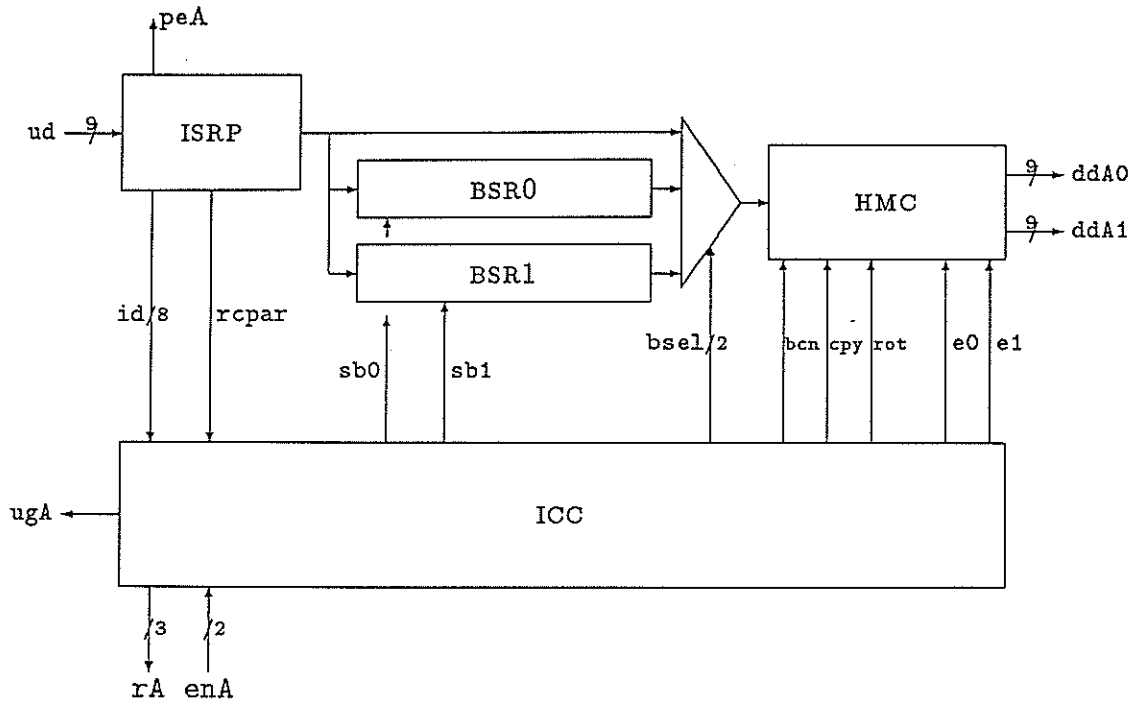 peA
ud 9 ISRP
BSR0
BSR1
HMC
9 ddA0
9 ddA1
id 8 rcpar
sb0 sb1
bsel 2
bcn cpy rot e0 e1
ugA
ICC
3 2
rA enA